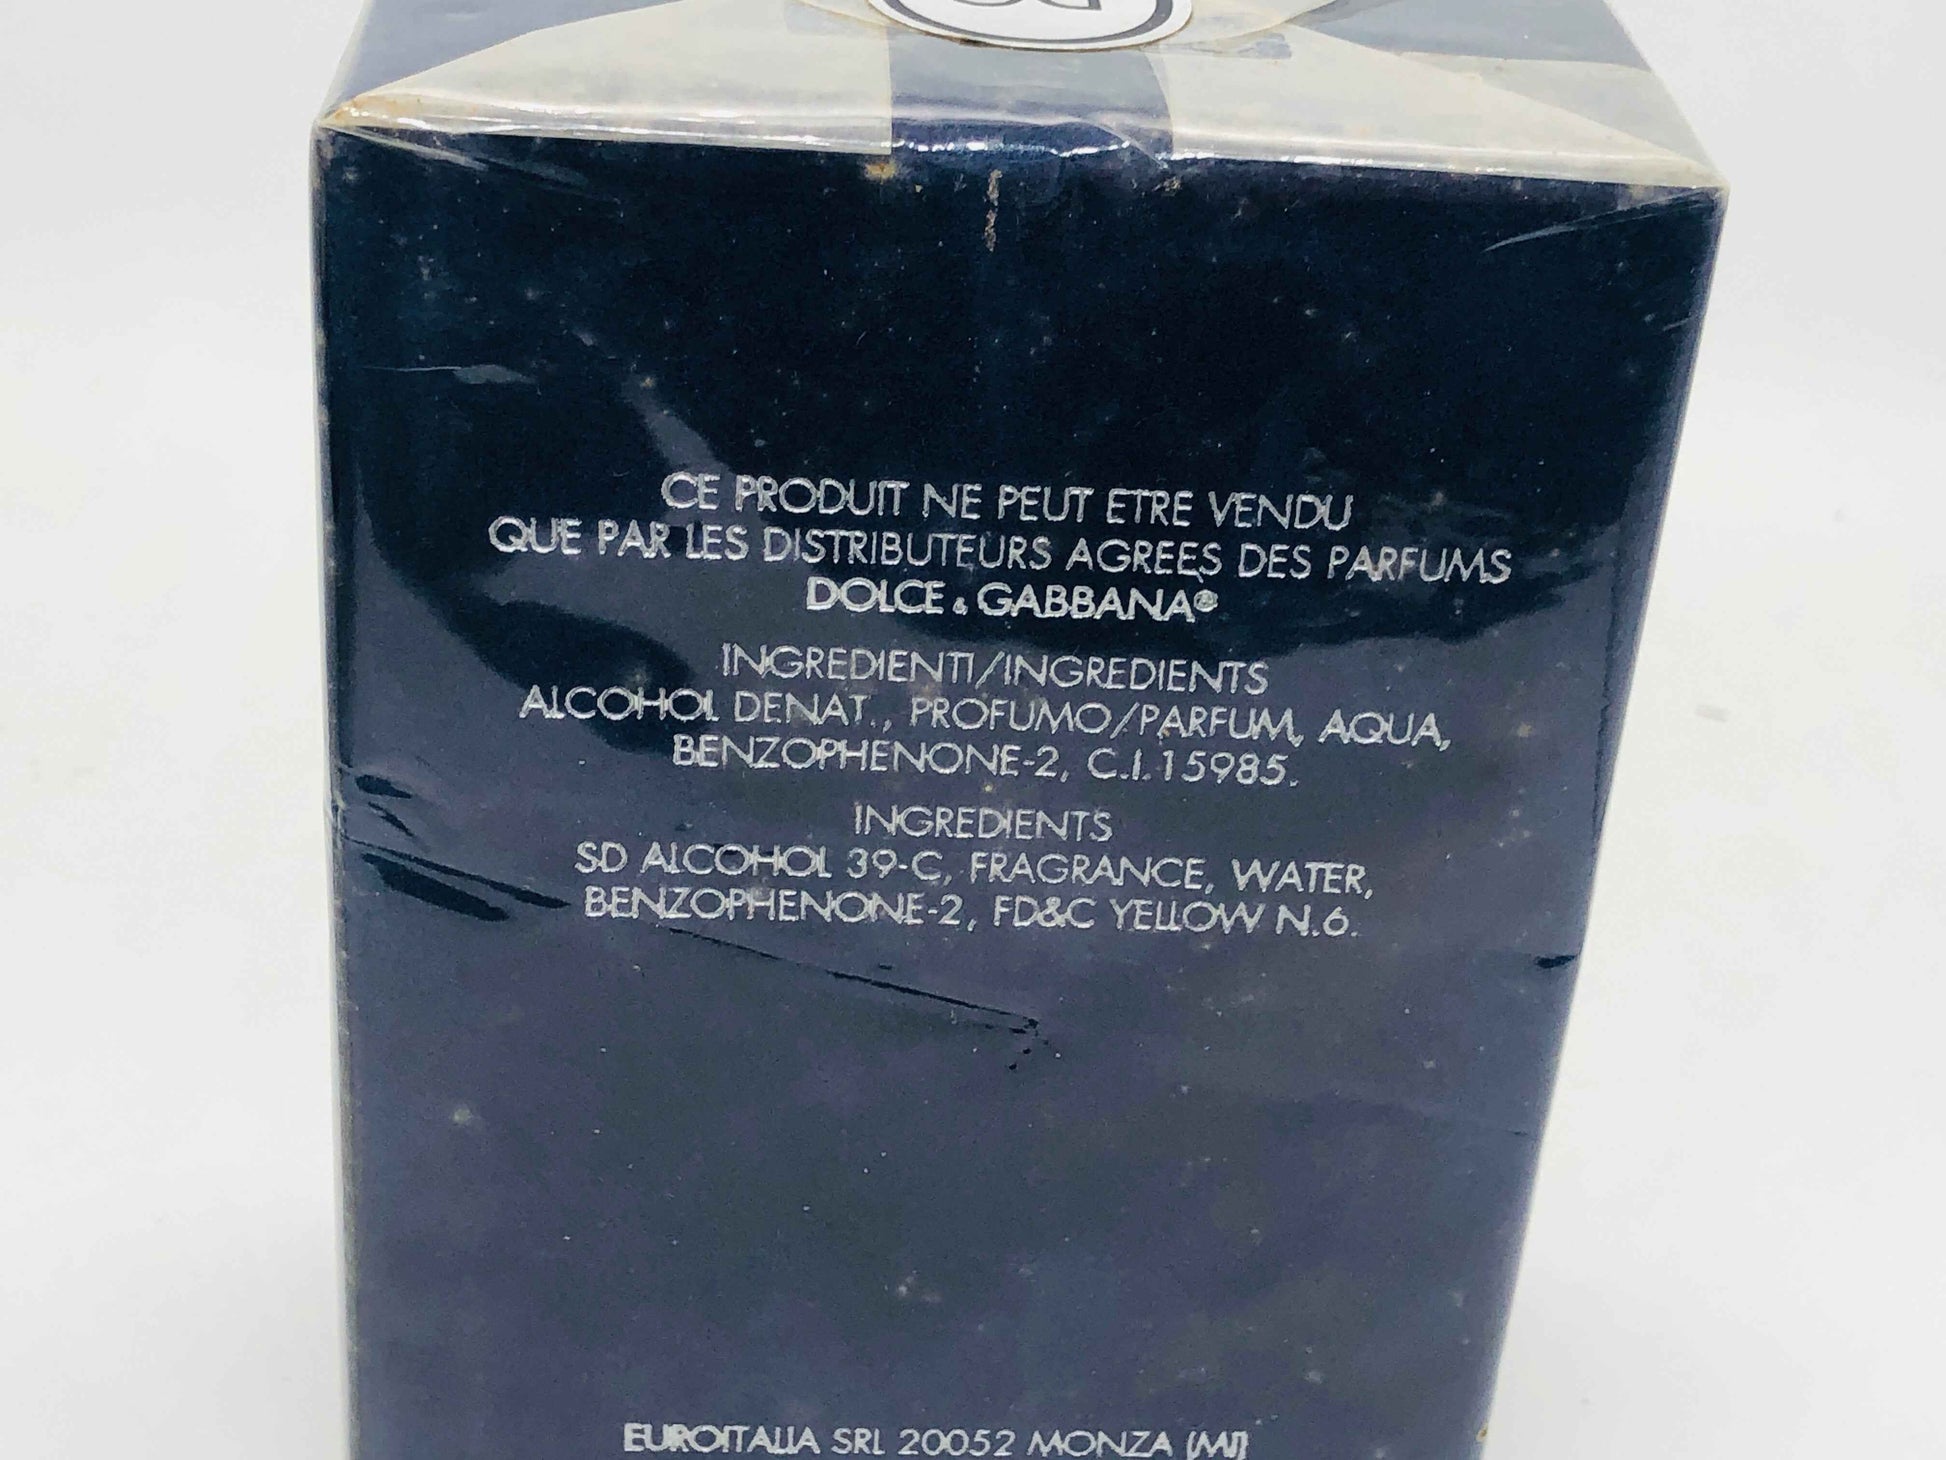 CE PRODUIT NE PEUT ETRE VENDU
QUE PAR LES DISTRIBUTEURS AGREES DES PARFUMS
DOLCE & GABBANA®
INGREDIENTI/INGREDIENTS
ALCOHOL DENAT., PROFUMO/PARFUM, AQUA,
BENZOPHENONE-2, C.I.15985.
INGREDIENTS
SD ALCOHOL 39-C, FRAGRANCE, WATER,
BENZOPHENONE-2, FD&C YELLOW N.6.
EUROITALIA SRL 20052 MONZA (MI)